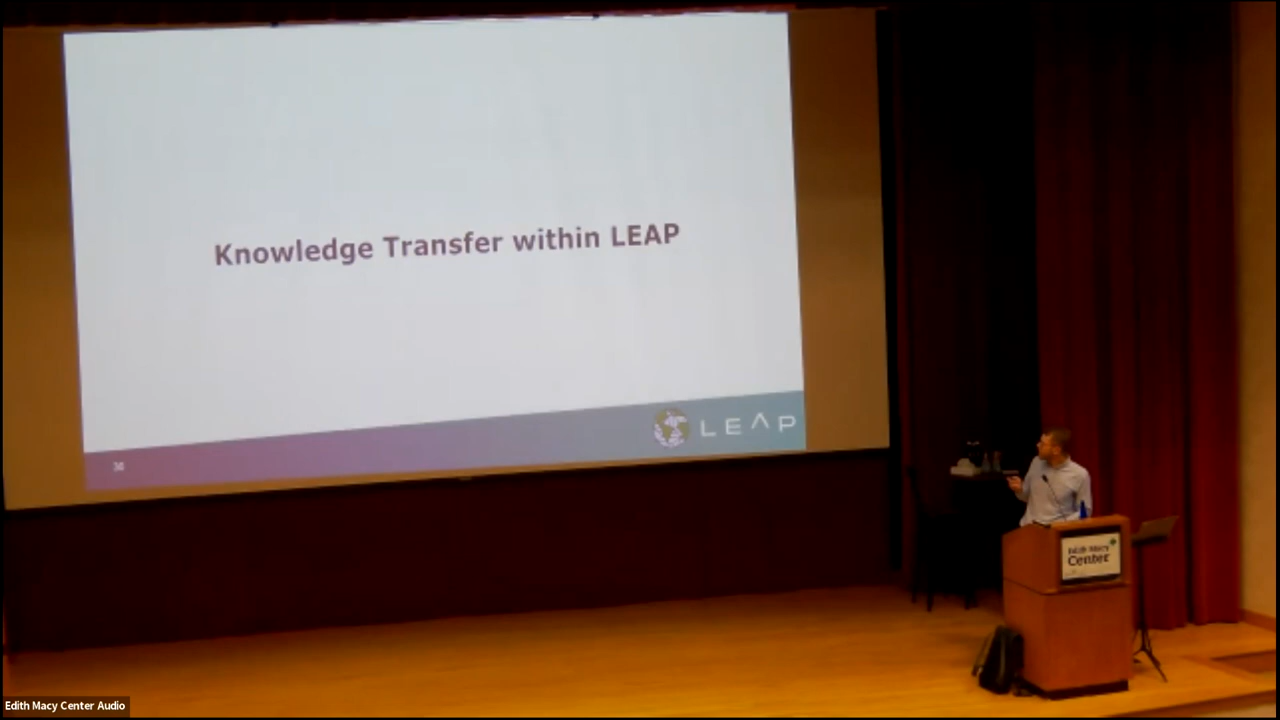 Knowledge Transfer within LEAP
LEAP
Edith Macy
Center
Edith Macy Center Audio